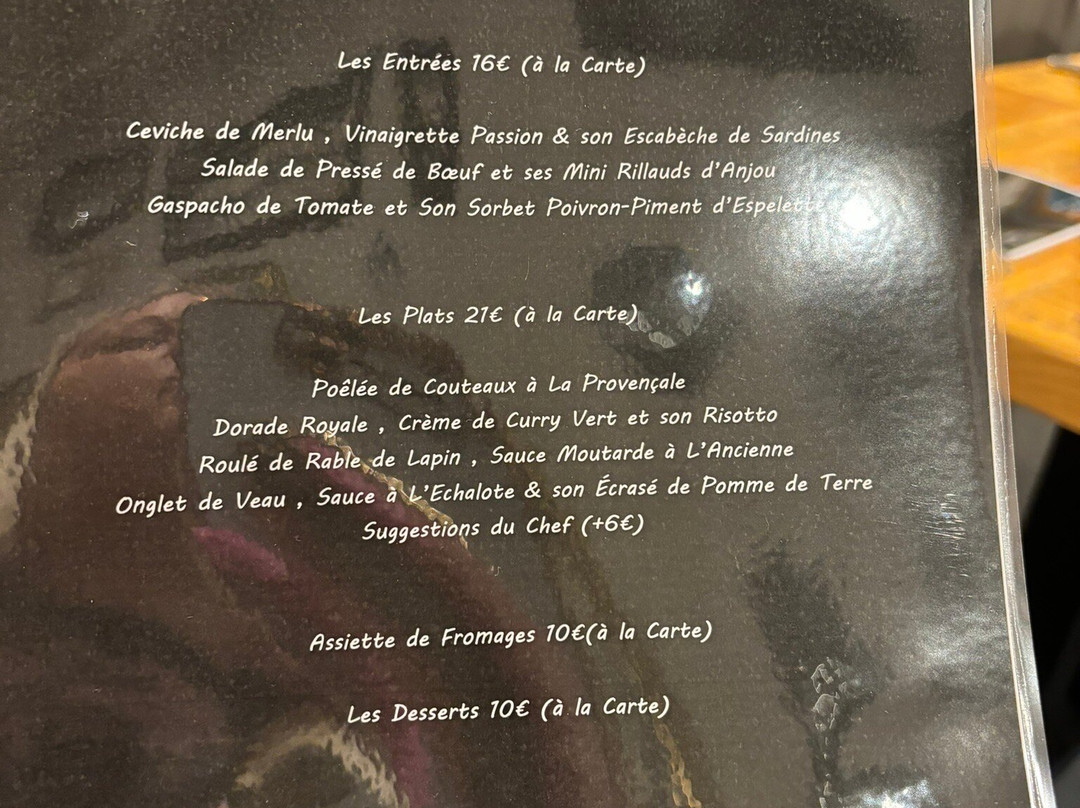 Les Entrées 16€ (à la Carte)
Ceviche de Merlu , Vinaigrette Passion & son Escabèche de Sardines
Salade de Pressé de Bœuf et ses Mini Rillauds d'Anjou
Gaspacho de Tomate et Son Sorbet Poivron-Piment d'Espelette
Les Plats 21€ (à la Carte)
Poêlée de Couteaux à La Provençale
Dorade Royale , Crème de Curry Vert et son Risotto
Roulé de Rable de Lapin , Sauce Moutarde à L'Ancienne
Onglet de Veau , Sauce à L'Echalote & son Écrasé de Pomme de Terre
Suggestions du Chef (+6€)
Assiette de Fromages 10€(à la Carte)
Les Desserts 10€ (à la Carte)